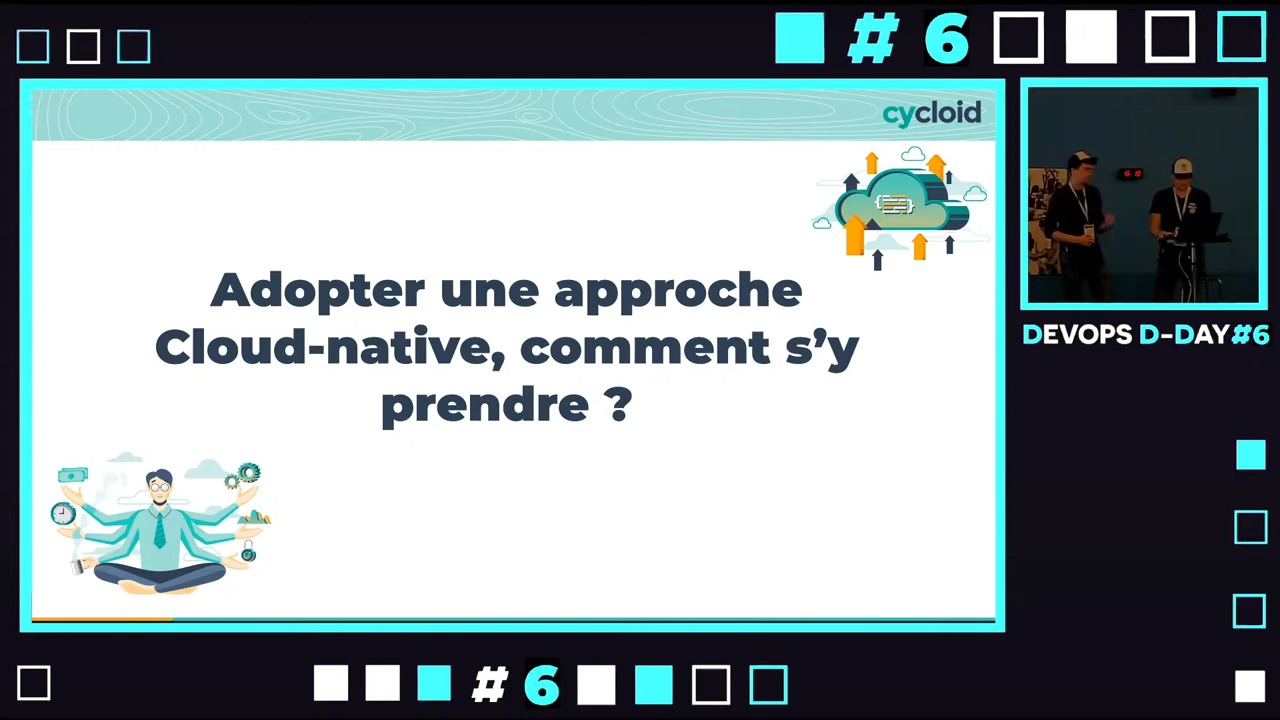 # 6
cycloid
Adopter une approche
Cloud-native, comment s’y
prendre ?
DEVOPS D-DAY#6
# 6